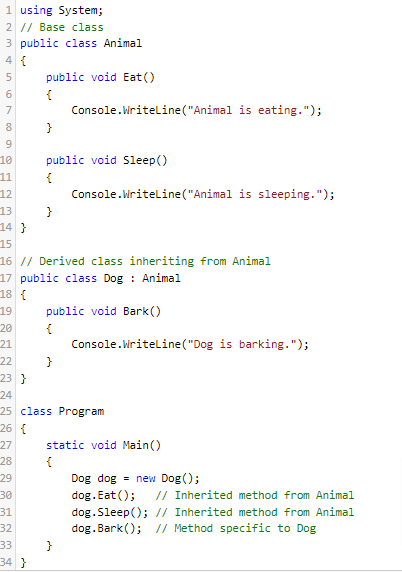 1 using System;
2 // Base class
3 public class Animal
4 {
5     public void Eat()
6     {
7         Console.WriteLine("Animal is eating.");
8     }
9
10     public void Sleep()
11     {
12         Console.WriteLine("Animal is sleeping.");
13     }
14 }
15
16 // Derived class inheriting from Animal
17 public class Dog : Animal
18 {
19     public void Bark()
20     {
21         Console.WriteLine("Dog is barking.");
22     }
23 }
24
25 class Program
26 {
27     static void Main()
28     {
29         Dog dog = new Dog();
30         dog.Eat();   // Inherited method from Animal
31         dog.Sleep(); // Inherited method from Animal
32         dog.Bark();  // Method specific to Dog
33     }
34 }